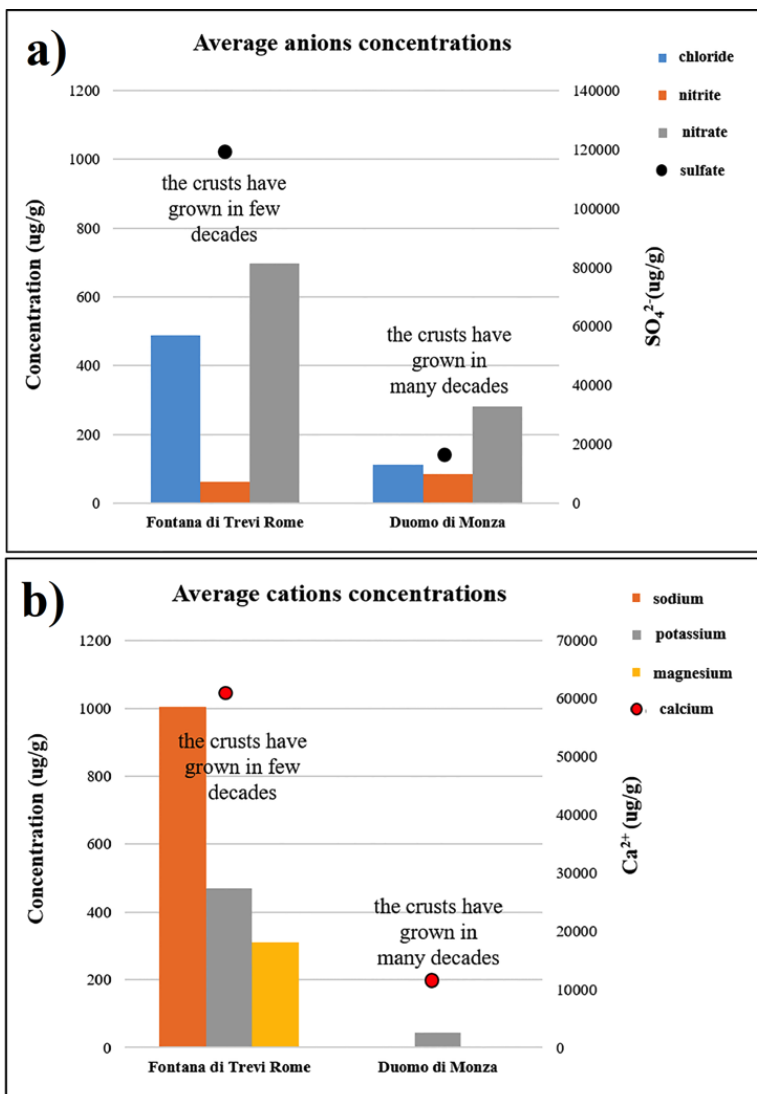 a)
Average anions concentrations
chloride
nitrite
nitrate
sulfate
1200
1000
800
600
400
200
0
Concentration (ug/g)
140000
120000
100000
80000
60000
40000
20000
0
SO₄²⁻(ug/g)
the crusts have
grown in few
decades
the crusts have
grown in
many decades
Fontana di Trevi Rome
Duomo di Monza
b)
Average cations concentrations
sodium
potassium
magnesium
calcium
1200
1000
800
600
400
200
0
Concentration (ug/g)
70000
60000
50000
40000
30000
20000
10000
0
Ca²⁺(ug/g)
the crusts have
grown in few
decades
the crusts have
grown in
many decades
Fontana di Trevi Rome
Duomo di Monza